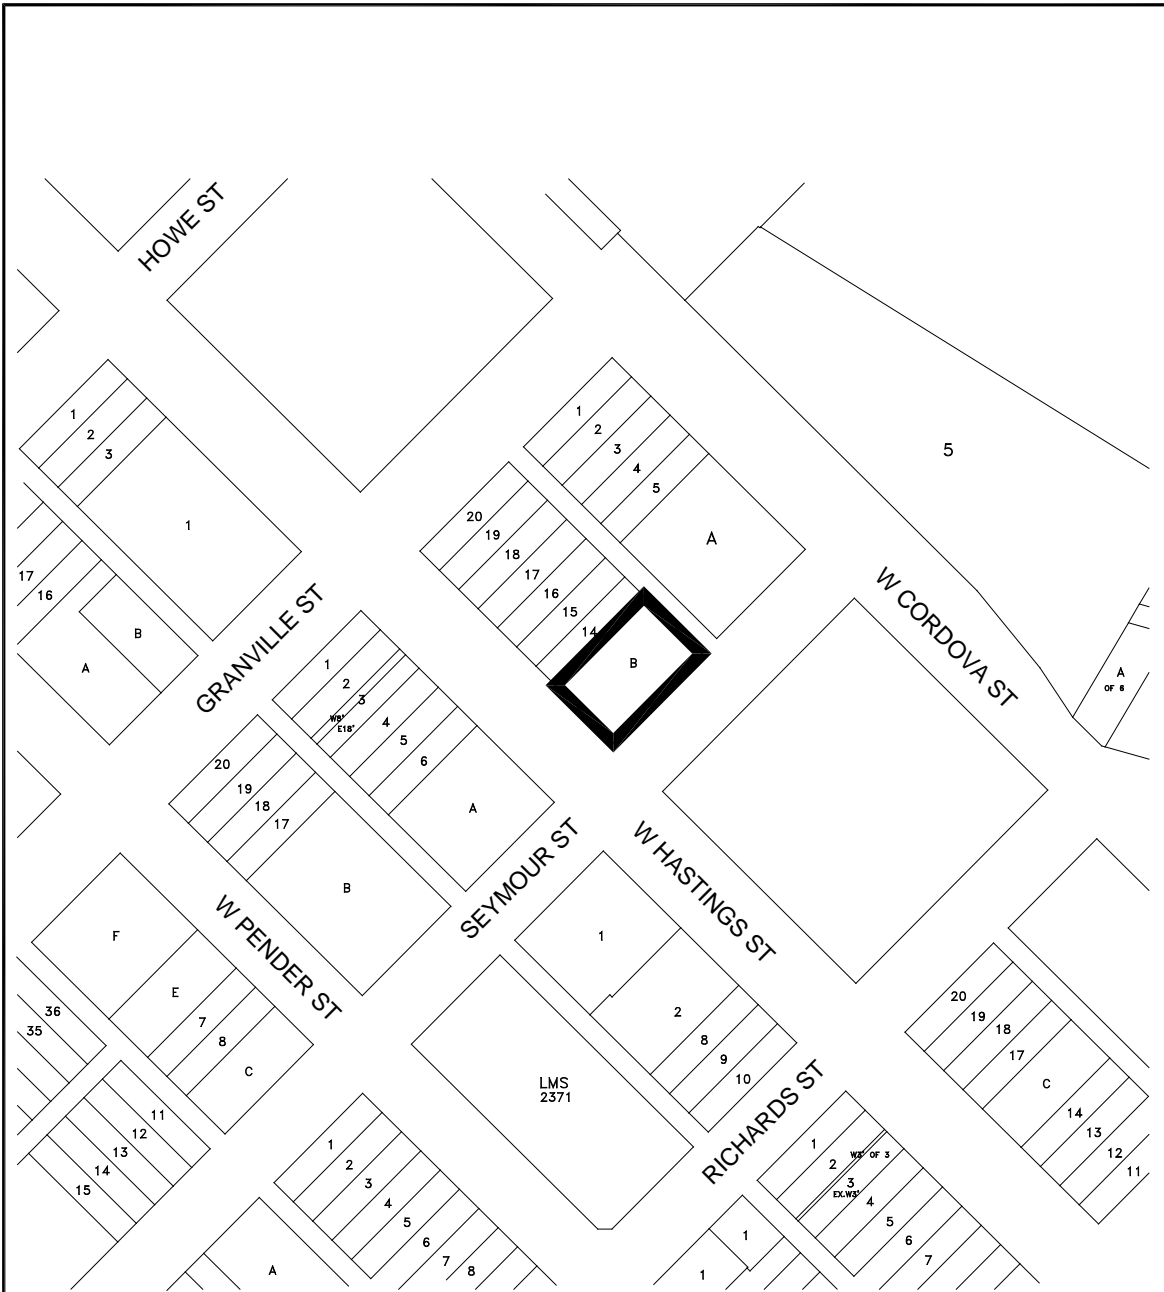 HOWE ST
1
2
3
1
17
16
A
B
GRANVILLE ST
1
2
3
4
5
A
20
19
18
17
16
15
14
B
5
W CORDOVA ST
A
OF 6
1
2
3
W8'
E18'
4
5
6
A
20
19
18
17
B
SEYMOUR ST
W HASTINGS ST
W PENDER ST
F
E
7
8
C
36
35
1
2
8
9
10
LMS
2371
20
19
18
17
C
14
13
12
11
RICHARDS ST
11
12
13
14
15
1
2
3
4
5
6
7
8
A
1
2
W3' OF 3
3
EX.W3'
4
5
6
7
1
1